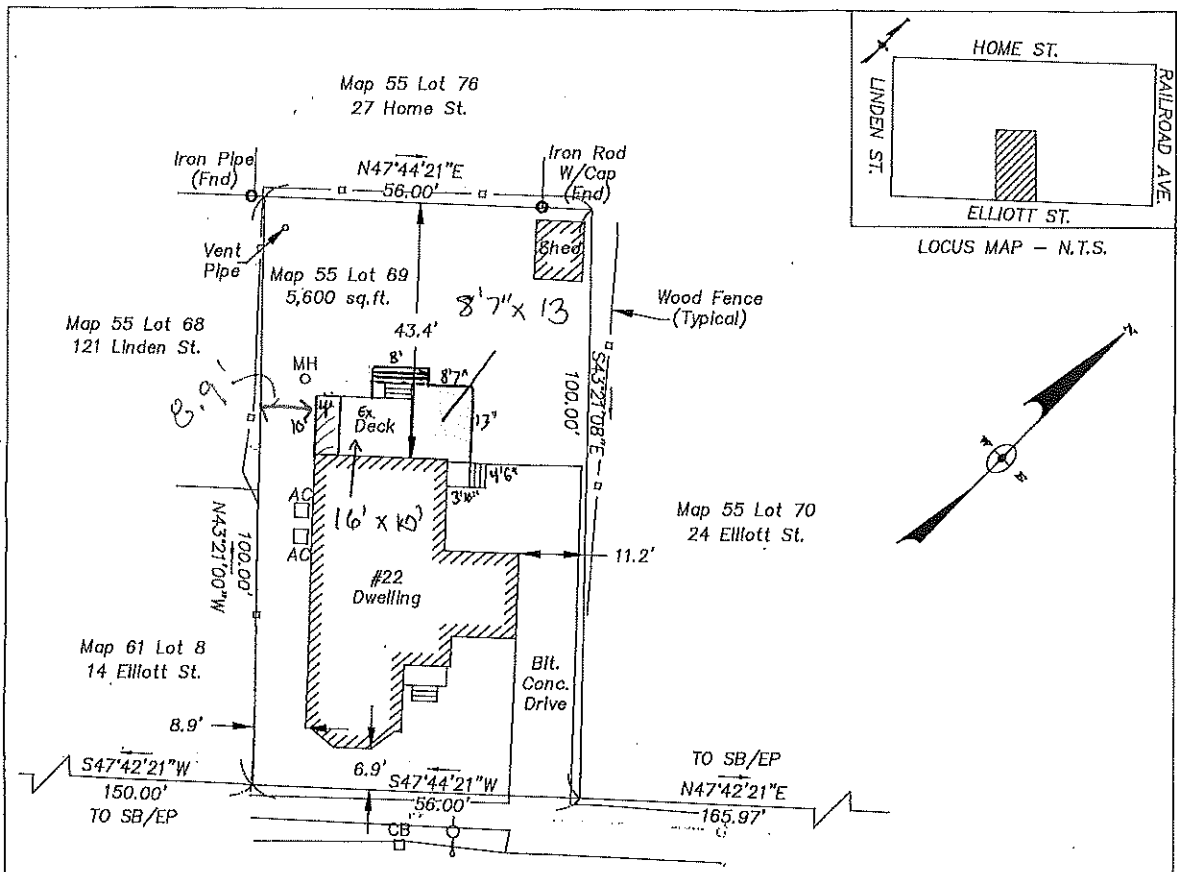 Map 55 Lot 76
27 Home St.
HOME ST.
LINDEN ST.
RAILROAD AVE.
ELLIOTT ST.
LOCUS MAP - N.T.S.
Iron Pipe
(Fnd)
N47°44'21"E
56.00'
Iron Rod
W/Cap
(Fnd)
Vent
Pipe
Shed
Map 55 Lot 69
5,600 sq.ft.
8'7" x 13
43.4'
Wood Fence
(Typical)
Map 55 Lot 68
121 Linden St.
8.9'
MH
8'
8'7"
10'
4'
Ex.
Deck
13'
S43°21'08"E
100.00'
4'6"
3'10"
AC
AC
16' x 10'
N43°21'00"W
100.00'
Map 55 Lot 70
24 Elliott St.
11.2'
#22
Dwelling
Map 61 Lot 8
14 Elliott St.
Bit.
Conc.
Drive
8.9'
6.9'
S47°42'21"W
150.00'
TO SB/EP
S47°44'21"W
56.00'
TO SB/EP
N47°42'21"E
165.97'
CB